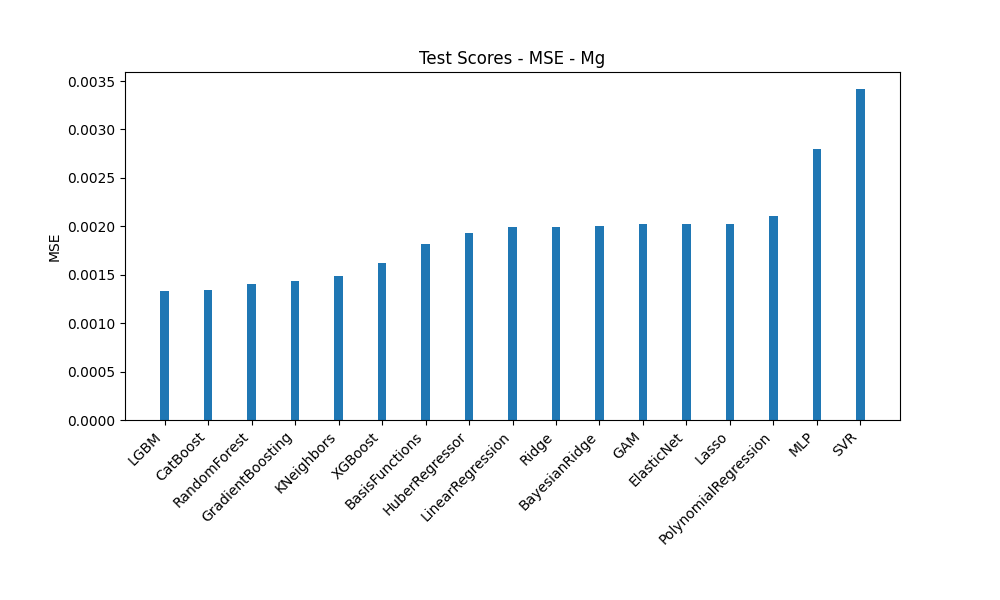 Test Scores - MSE - Mg
0.0035
0.0030
0.0025
0.0020
0.0015
0.0010
0.0005
0.0000
MSE
LGBM
CatBoost
RandomForest
GradientBoosting
KNeighbors
XGBoost
BasisFunctions
HuberRegressor
LinearRegression
Ridge
BayesianRidge
GAM
ElasticNet
Lasso
PolynomialRegression
MLP
SVR